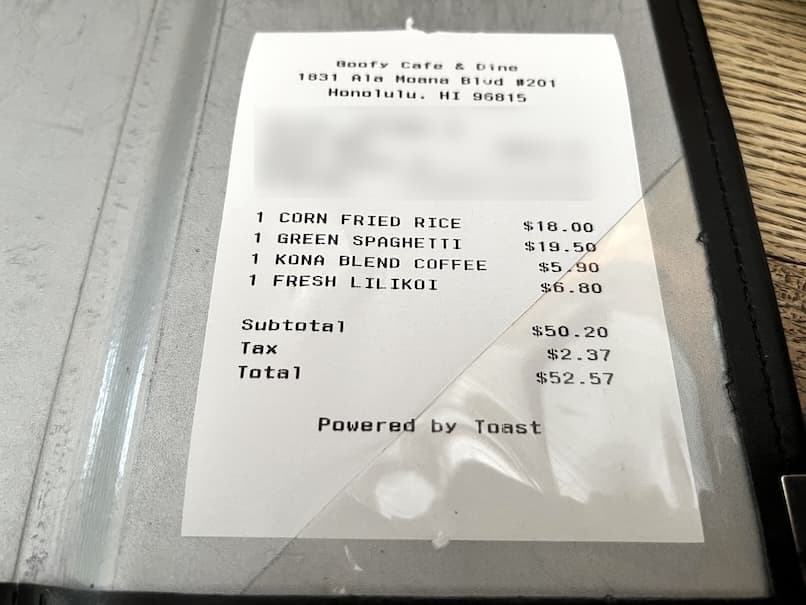 Goofy Cafe & Dine
1831 Ala Moana Blvd #201
Honolulu, HI 96815
1 CORN FRIED RICE $18.00
1 GREEN SPAGHETTI $19.50
1 KONA BLEND COFFEE $5.90
1 FRESH LILIKOI $6.80
Subtotal $50.20
Tax $2.37
Total $52.57
Powered by Toast